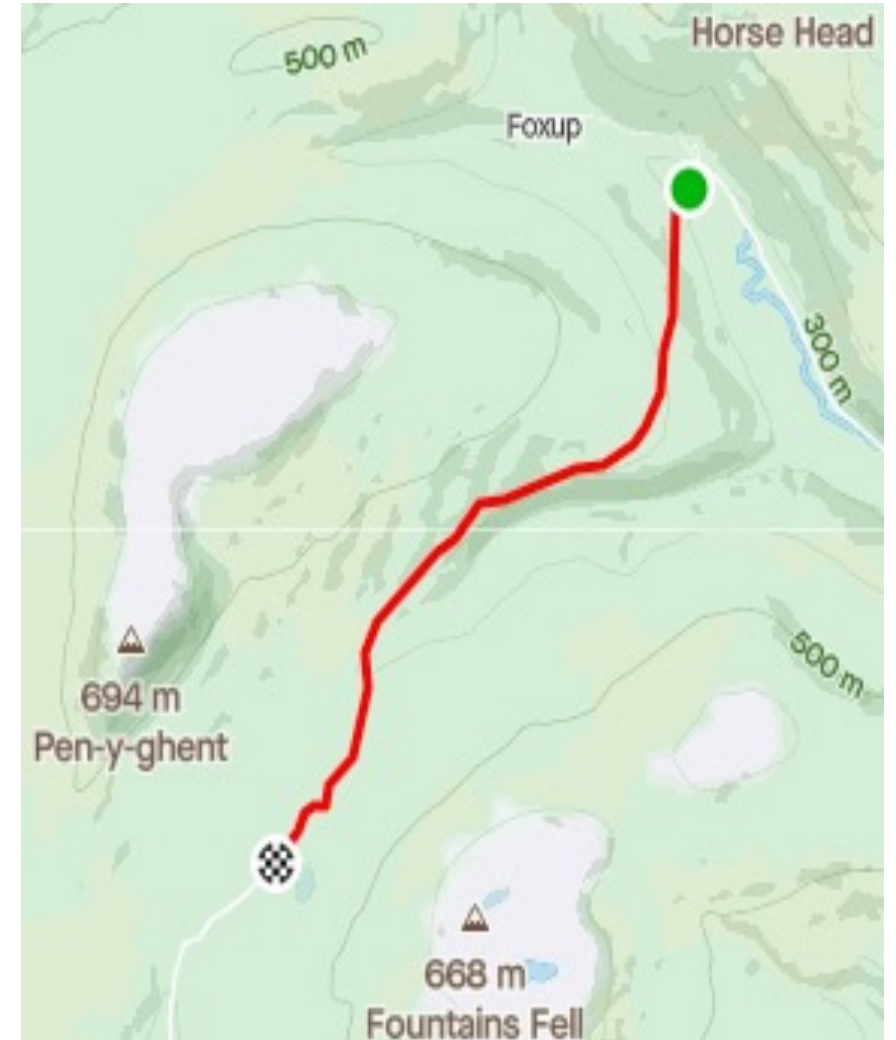 Horse Head
500 m
Foxup
300 m
500 m
694 m
Pen-y-ghent
668 m
Fountains Fell